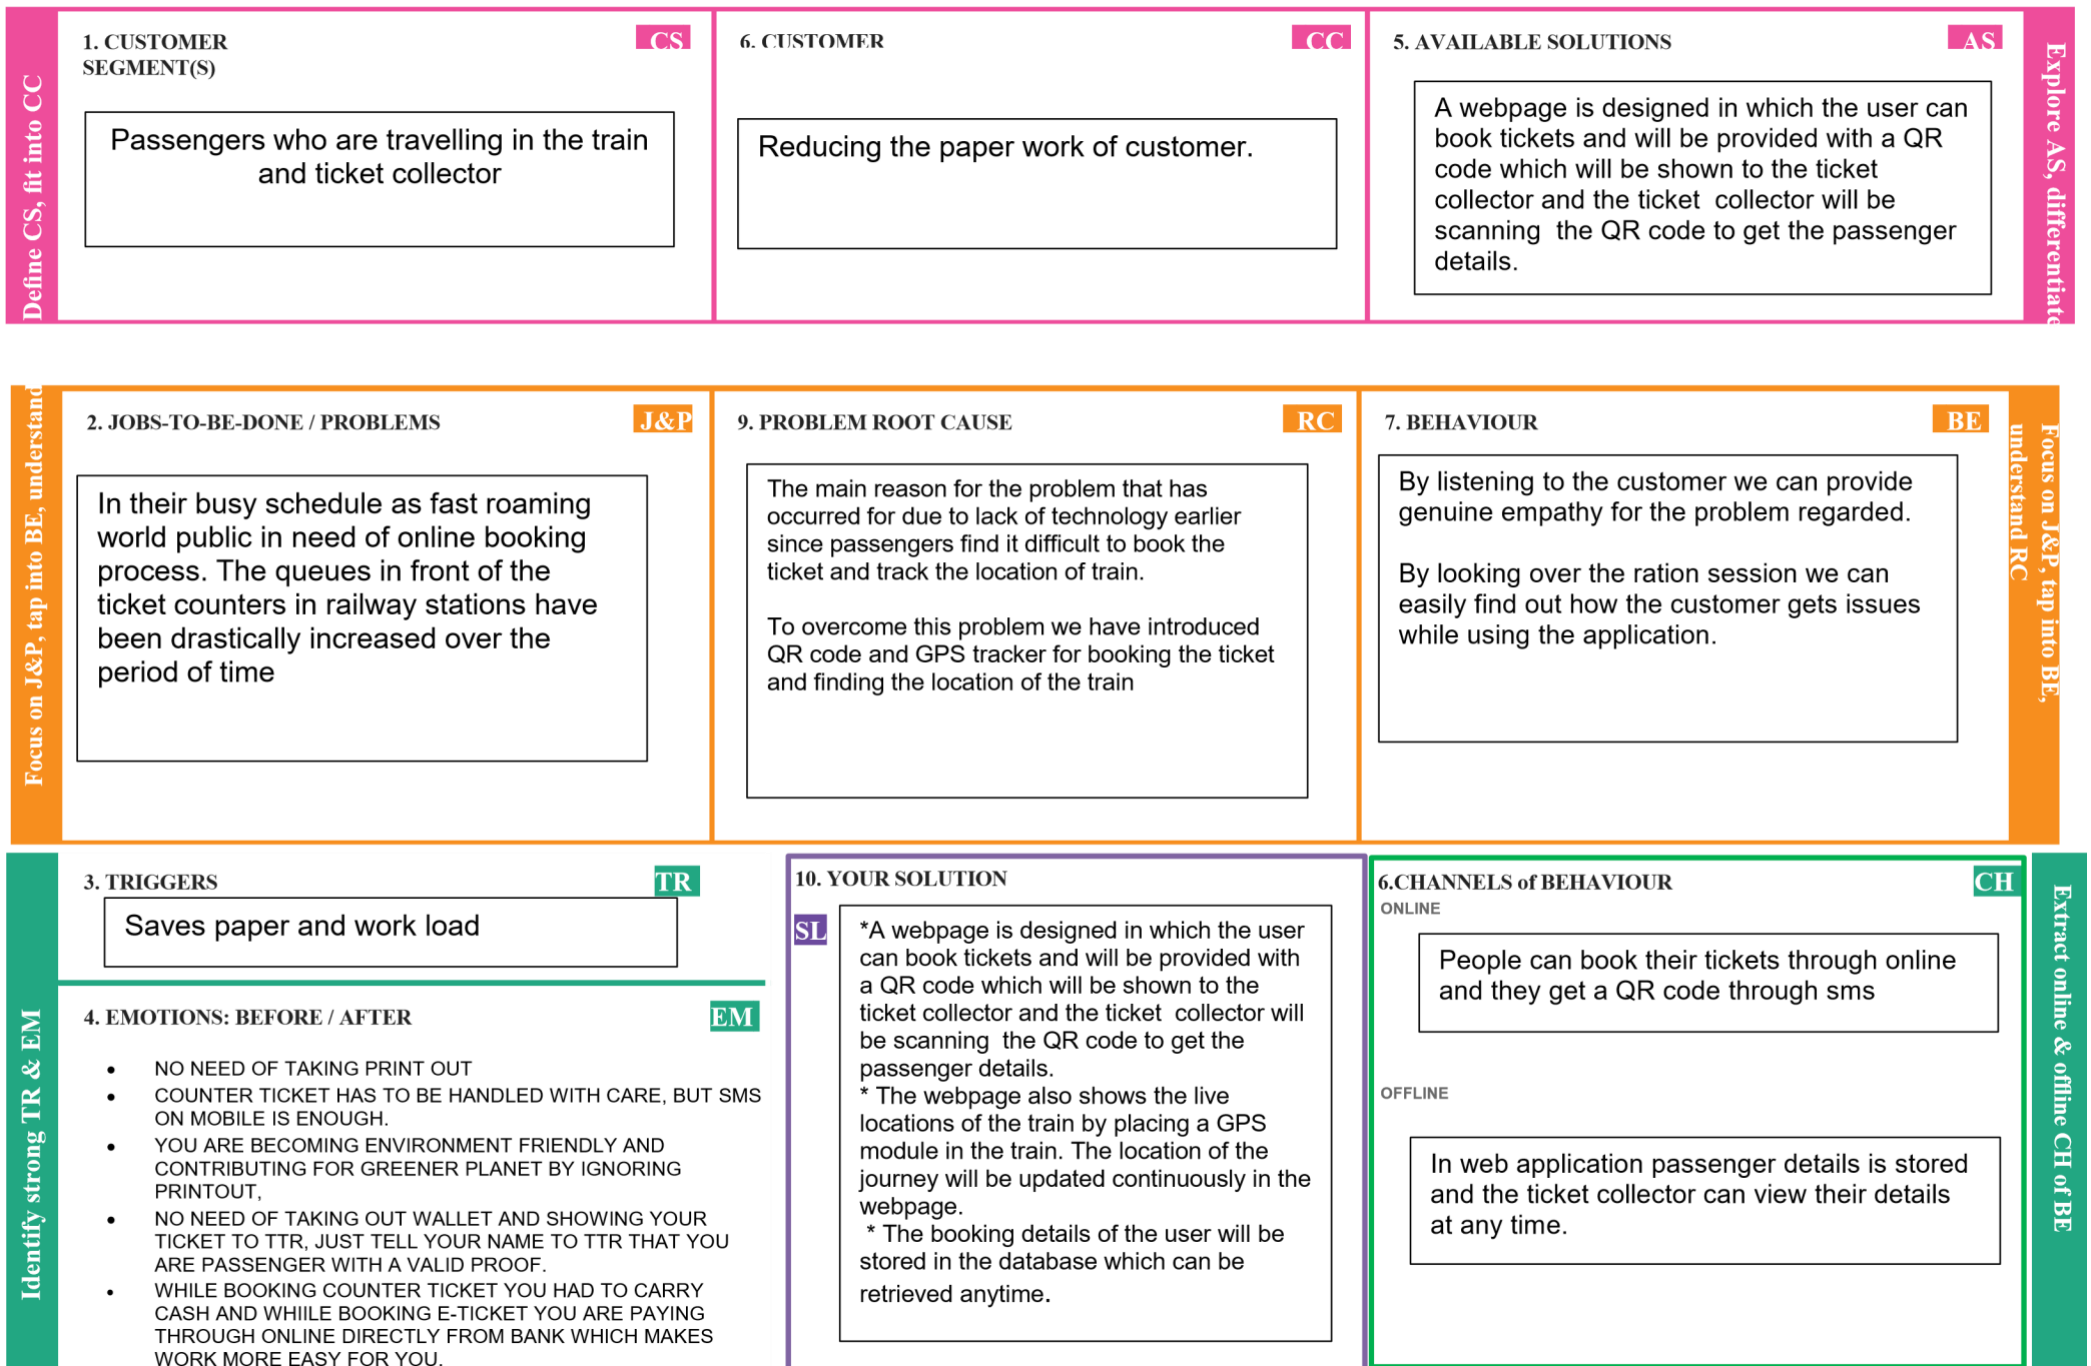 Define CS, fit into CC
1. CUSTOMER
SEGMENT(S)
CS
Passengers who are travelling in the train
and ticket collector
6. CUSTOMER
CC
Reducing the paper work of customer.
5. AVAILABLE SOLUTIONS
AS
A webpage is designed in which the user can
book tickets and will be provided with a QR
code which will be shown to the ticket
collector and the ticket collector will be
scanning the QR code to get the passenger
details.
Explore AS, differentiate
Focus on J&P, tap into BE, understand
2. JOBS-TO-BE-DONE / PROBLEMS
J&P
In their busy schedule as fast roaming
world public in need of online booking
process. The queues in front of the
ticket counters in railway stations have
been drastically increased over the
period of time
9. PROBLEM ROOT CAUSE
RC
The main reason for the problem that has
occurred for due to lack of technology earlier
since passengers find it difficult to book the
ticket and track the location of train.
To overcome this problem we have introduced
QR code and GPS tracker for booking the ticket
and finding the location of the train
7. BEHAVIOUR
BE
By listening to the customer we can provide
genuine empathy for the problem regarded.
By looking over the ration session we can
easily find out how the customer gets issues
while using the application.
Focus on J&P, tap into BE,
understand RC
Identify strong TR & EM
3. TRIGGERS
TR
Saves paper and work load
4. EMOTIONS: BEFORE / AFTER
EM
• NO NEED OF TAKING PRINT OUT
• COUNTER TICKET HAS TO BE HANDLED WITH CARE, BUT SMS
ON MOBILE IS ENOUGH.
• YOU ARE BECOMING ENVIRONMENT FRIENDLY AND
CONTRIBUTING FOR GREENER PLANET BY IGNORING
PRINTOUT,
• NO NEED OF TAKING OUT WALLET AND SHOWING YOUR
TICKET TO TTR, JUST TELL YOUR NAME TO TTR THAT YOU
ARE PASSENGER WITH A VALID PROOF.
• WHILE BOOKING COUNTER TICKET YOU HAD TO CARRY
CASH AND WHIILE BOOKING E-TICKET YOU ARE PAYING
THROUGH ONLINE DIRECTLY FROM BANK WHICH MAKES
WORK MORE EASY FOR YOU.
10. YOUR SOLUTION
SL
*A webpage is designed in which the user
can book tickets and will be provided with
a QR code which will be shown to the
ticket collector and the ticket collector will
be scanning the QR code to get the
passenger details.
* The webpage also shows the live
locations of the train by placing a GPS
module in the train. The location of the
journey will be updated continuously in the
webpage.
* The booking details of the user will be
stored in the database which can be
retrieved anytime.
6.CHANNELS of BEHAVIOUR
CH
ONLINE
People can book their tickets through online
and they get a QR code through sms
OFFLINE
In web application passenger details is stored
and the ticket collector can view their details
at any time.
Extract online & offline CH of BE